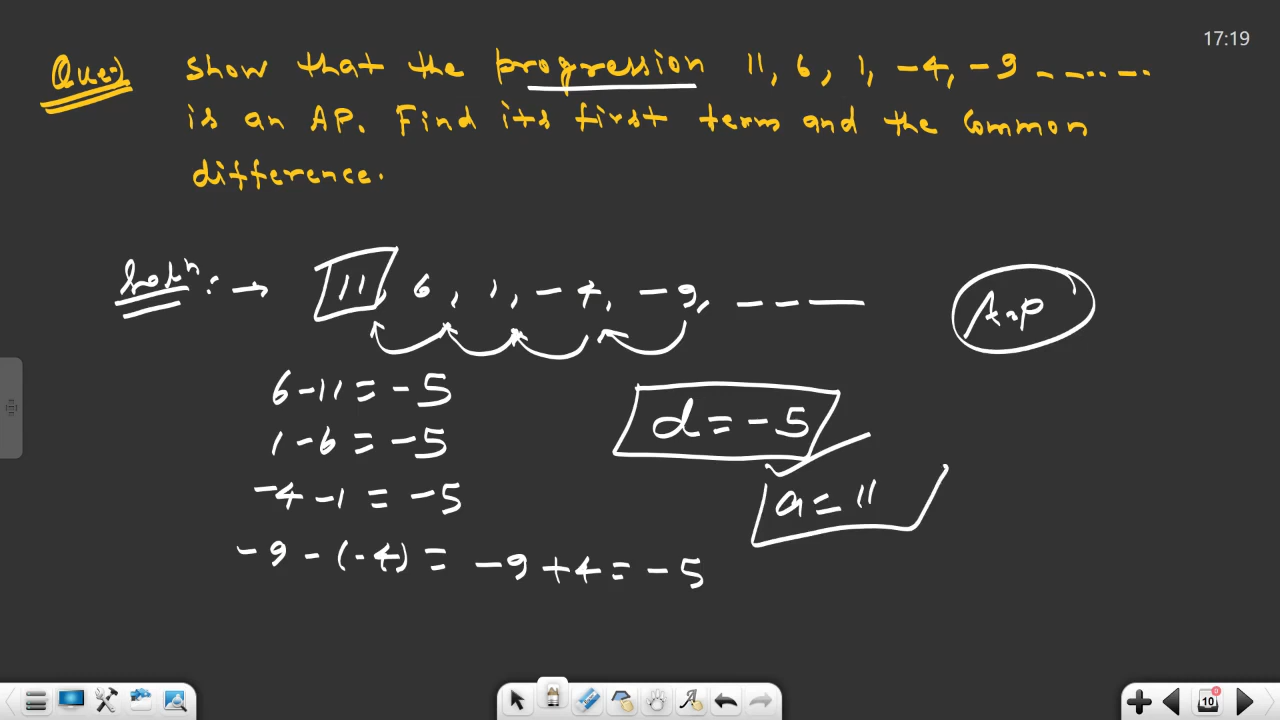 17:19
Que:) Show that the progression 11, 6, 1, -4, -9 ------
is an AP. Find its first term and the common
difference.
Solⁿ:→ 11, 6, 1, -4, -9, ---
A.P
6-11 = -5
d = -5
1-6 = -5
-4-1 = -5
a = 11
-9-(-4) = -9+4 = -5
10
0